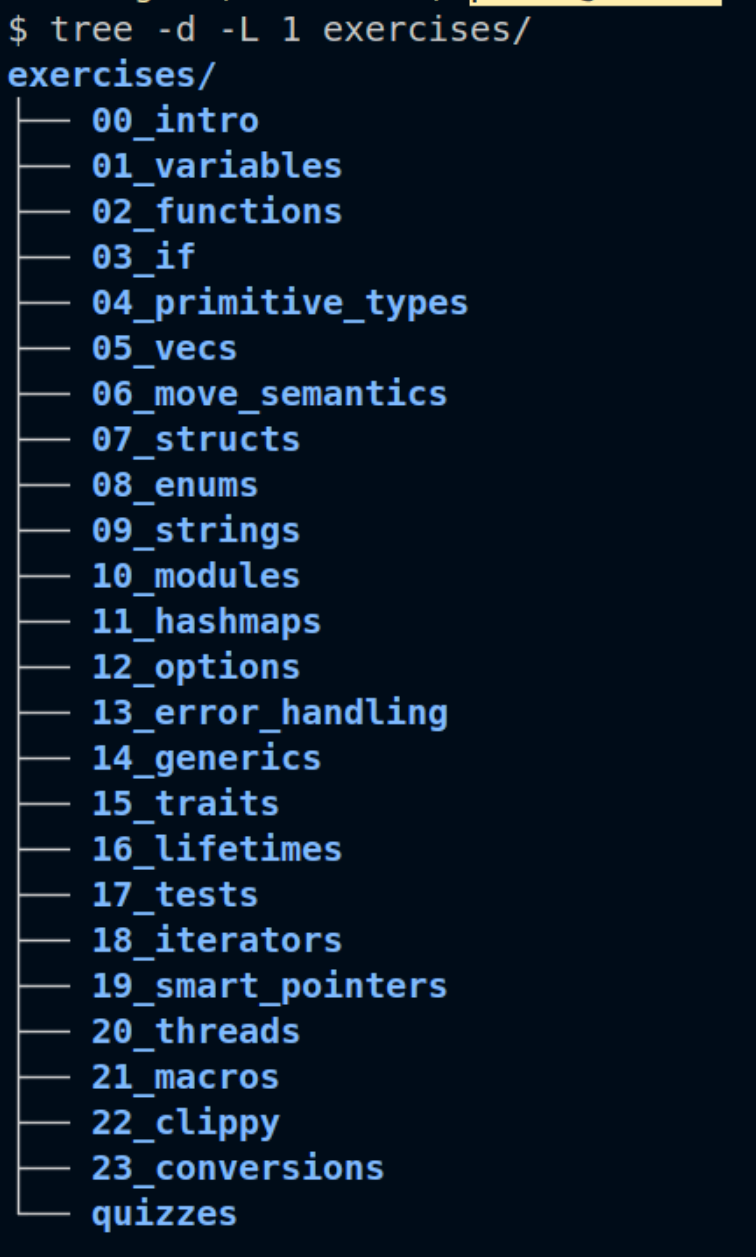 $ tree -d -L 1 exercises/
exercises/
├── 00_intro
├── 01_variables
├── 02_functions
├── 03_if
├── 04_primitive_types
├── 05_vecs
├── 06_move_semantics
├── 07_structs
├── 08_enums
├── 09_strings
├── 10_modules
├── 11_hashmaps
├── 12_options
├── 13_error_handling
├── 14_generics
├── 15_traits
├── 16_lifetimes
├── 17_tests
├── 18_iterators
├── 19_smart_pointers
├── 20_threads
├── 21_macros
├── 22_clippy
├── 23_conversions
└── quizzes